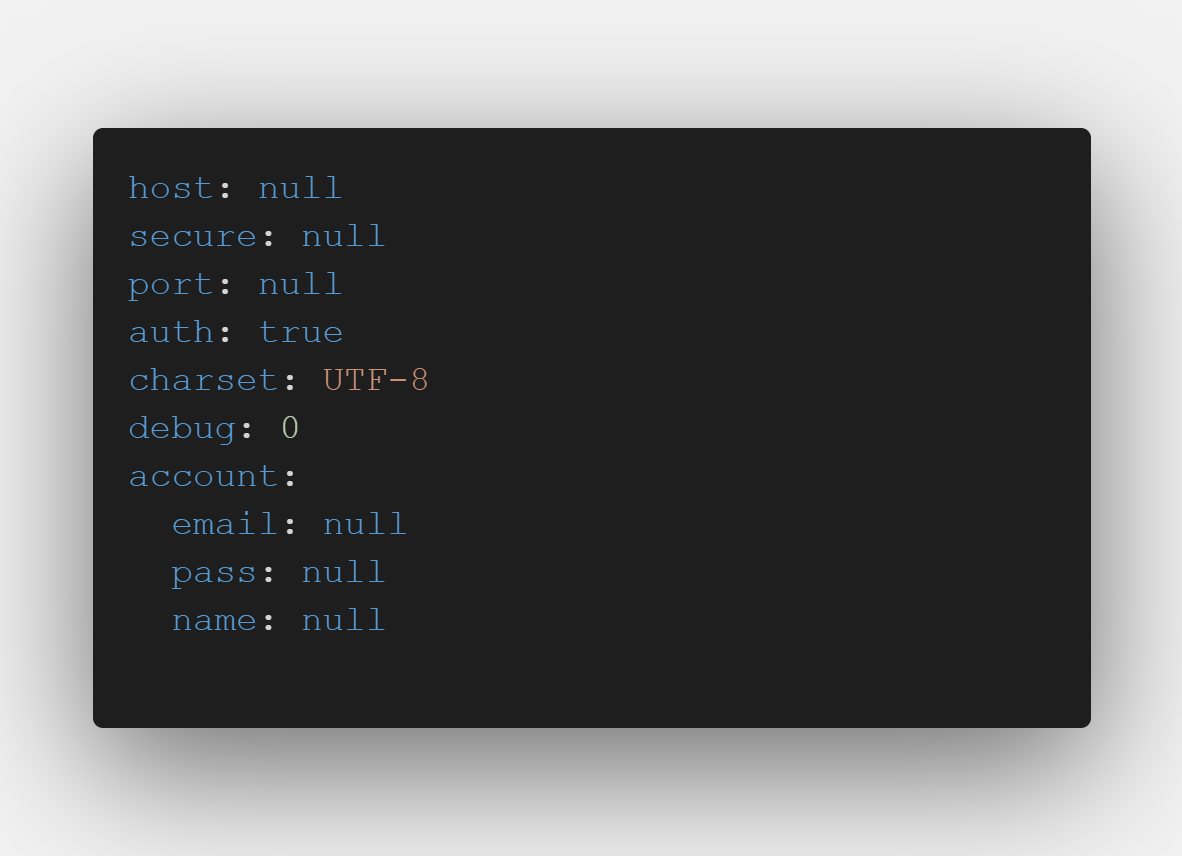 host: null
secure: null
port: null
auth: true
charset: UTF-8
debug: 0
account:
  email: null
  pass: null
  name: null